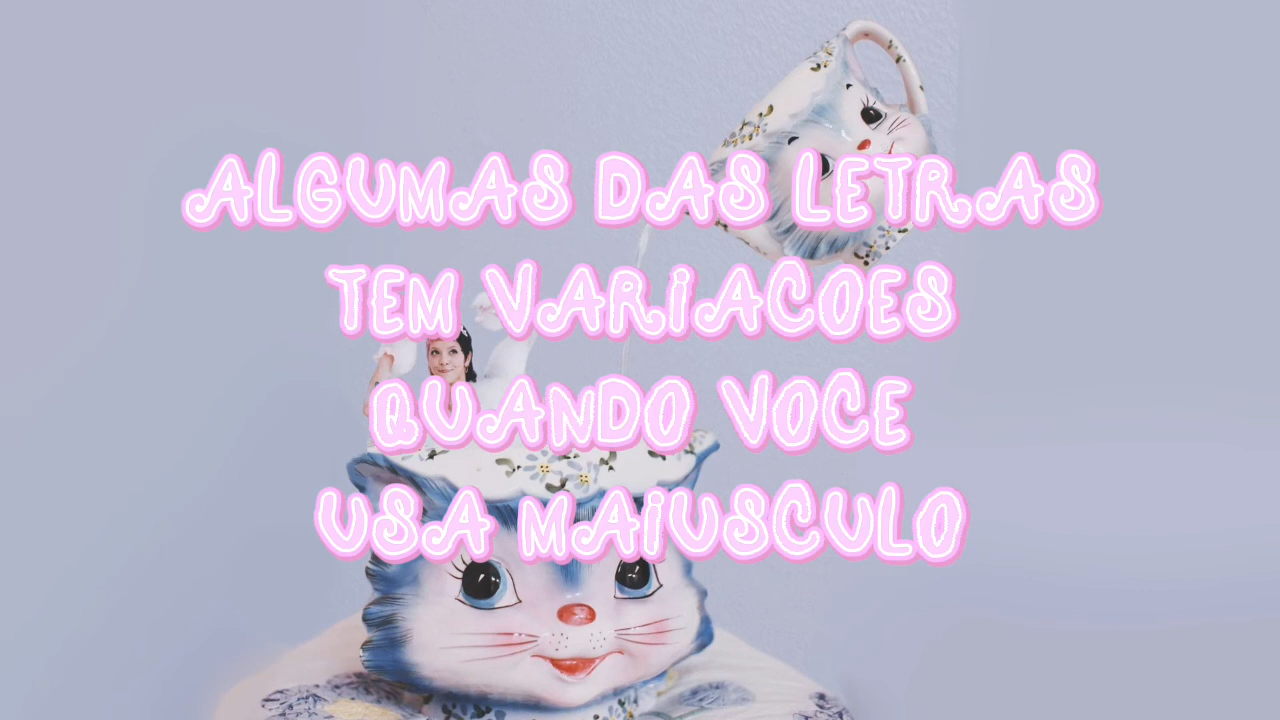 ALGUMAS DAS LETRAS
TEM VARIACOES
QUANDO VOCE
USA MAiUSCULO